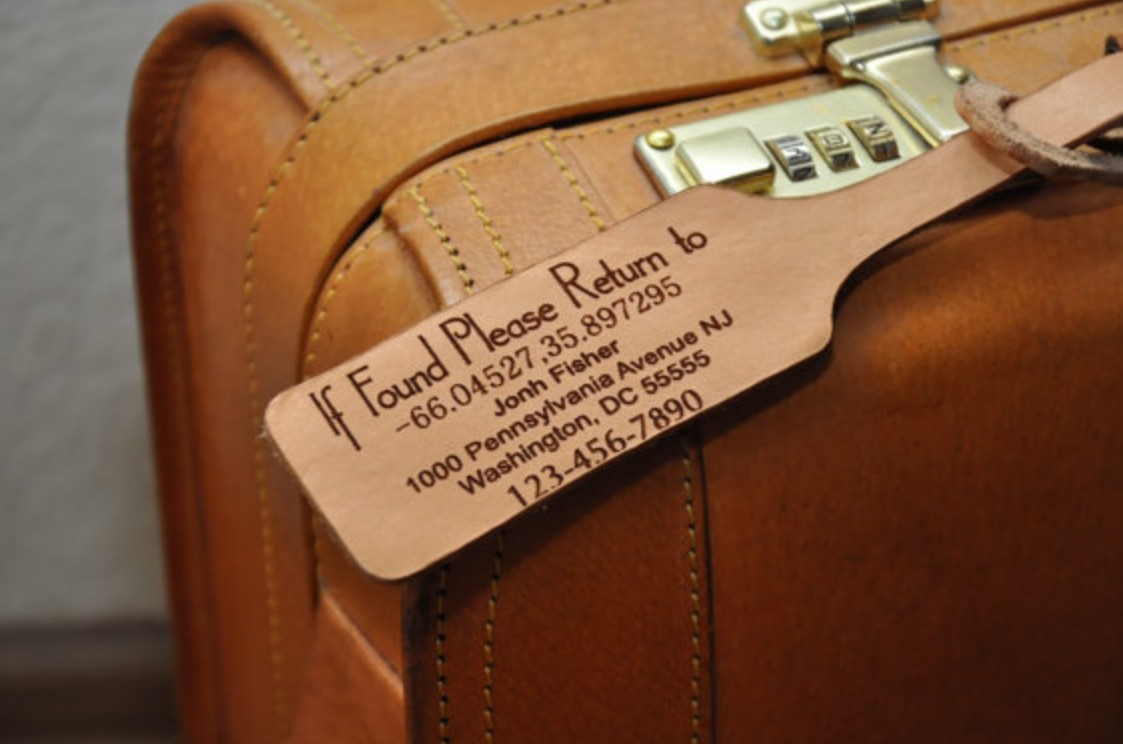 If Found Please Return to
-66.04527,35.897295
Jonh Fisher
1000 Pennsylvania Avenue NJ
Washington, DC 55555
123-456-7890